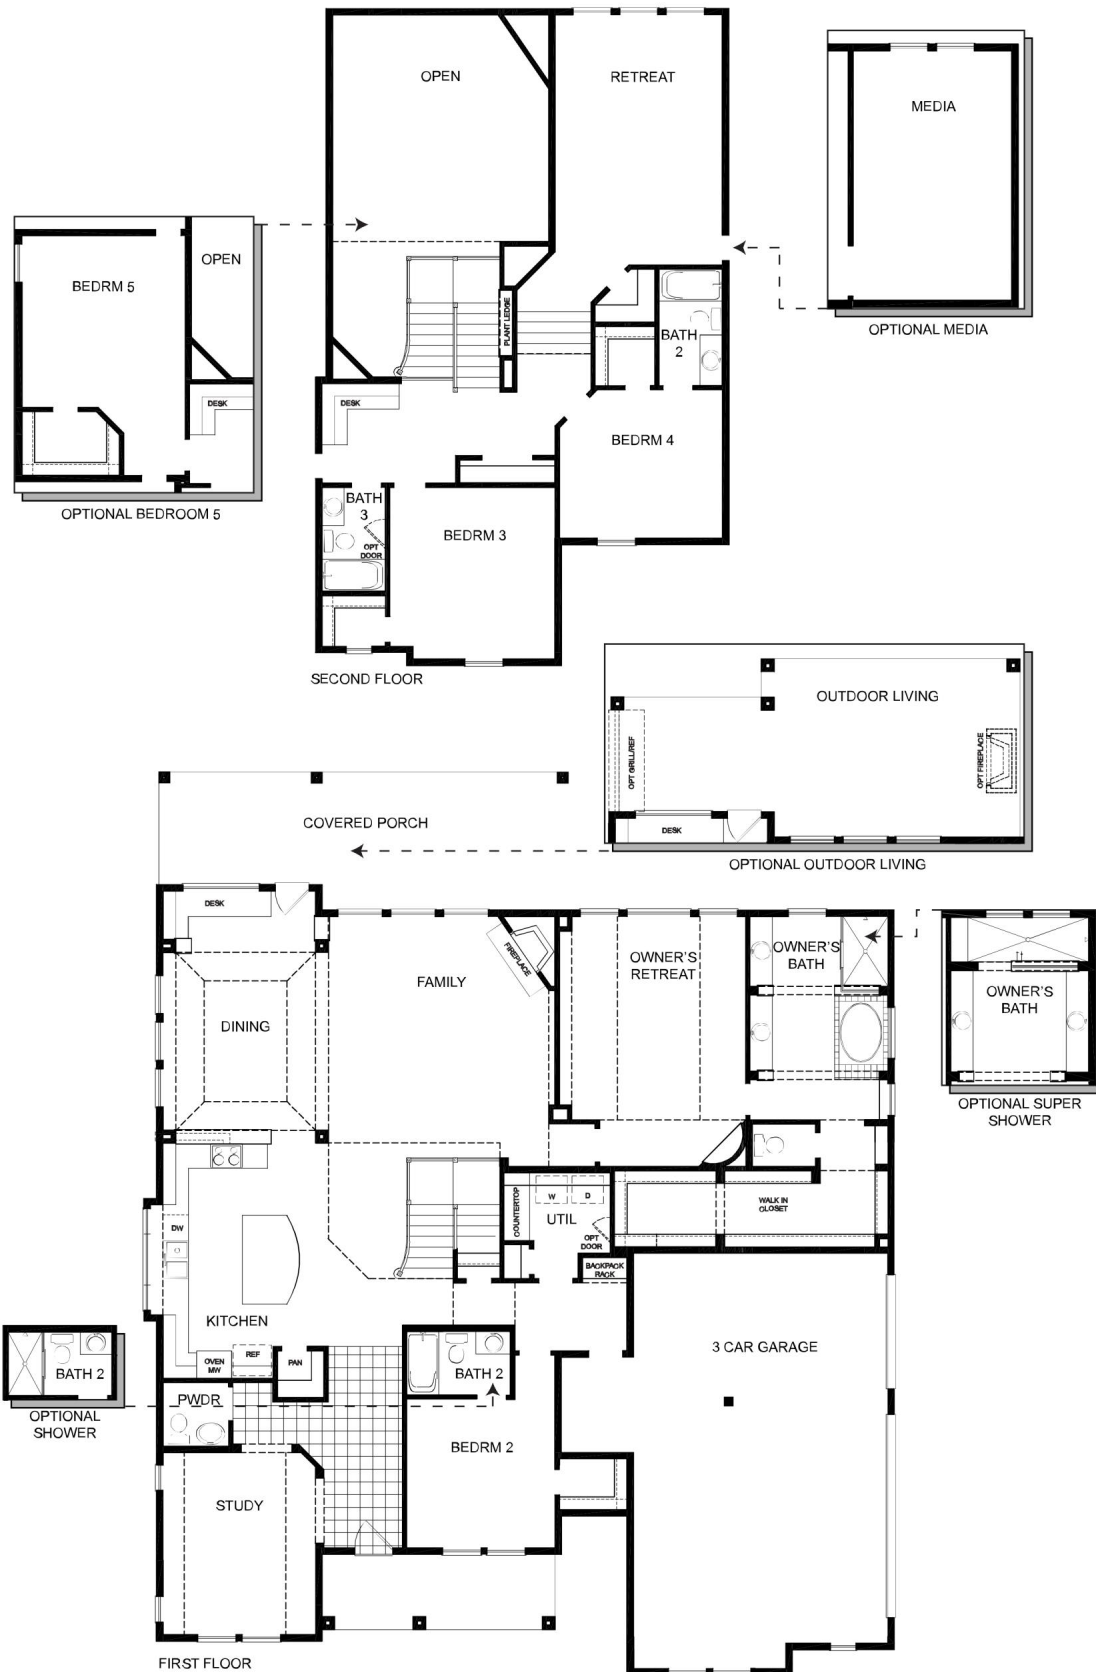 OPEN
RETREAT
MEDIA
OPTIONAL MEDIA
BEDRM 5
OPEN
DESK
OPTIONAL BEDROOM 5
PLANT LEDGE
BATH
2
DESK
BEDRM 4
BATH
3
OPT
DOOR
BEDRM 3
SECOND FLOOR
OUTDOOR LIVING
OPT GRILL/REF
OPT FIREPLACE
DESK
OPTIONAL OUTDOOR LIVING
COVERED PORCH
DESK
FIREPLACE
FAMILY
DINING
OWNER'S
RETREAT
OWNER'S
BATH
OWNER'S
BATH
OPTIONAL SUPER
SHOWER
COUNTERTOP
W
D
UTIL
OPT
DOOR
WALK IN
CLOSET
BACKPACK
RACK
DW
KITCHEN
OVEN
MW
REF
PAN
3 CAR GARAGE
BATH 2
OPTIONAL
SHOWER
PWDR
BATH 2
BEDRM 2
STUDY
FIRST FLOOR